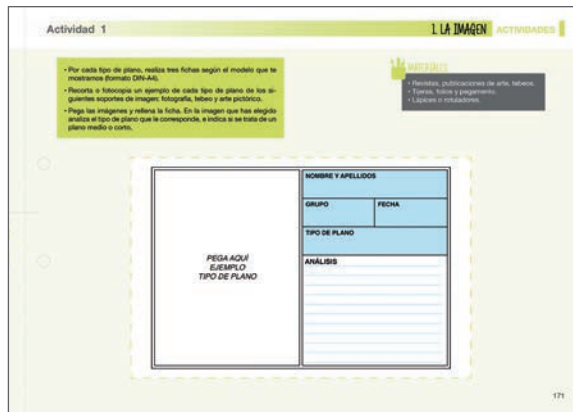 Actividad 1
1. LA IMAGEN ACTIVIDADES
• Por cada tipo de plano, realiza tres fichas según el modelo que te
mostramos (formato DIN-A4).
• Recorta o fotocopia un ejemplo de cada tipo de plano de los si-
guientes soportes de imagen: fotografía, tebeo y arte pictórico.
• Pega las imágenes y rellena la ficha. En la imagen que has elegido
analiza el tipo de plano que le corresponde, e indica si se trata de un
plano medio o corto.
MATERIALES
• Revistas, publicaciones de arte, tebeos.
• Tijeras, folios y pegamento.
• Lápices o rotuladores.
PEGA AQUÍ
EJEMPLO
TIPO DE PLANO
NOMBRE Y APELLIDOS
GRUPO
FECHA
TIPO DE PLANO
ANÁLISIS
171